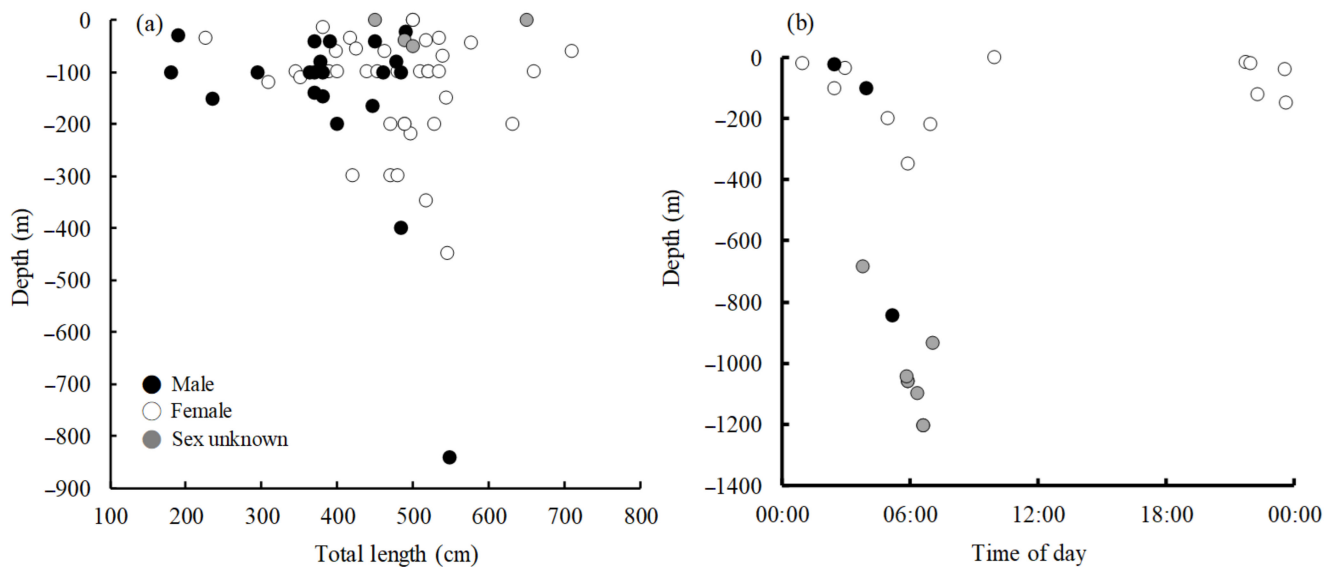 (a)
0
–100
–200
–300
–400
–500
–600
–700
–800
–900
Depth (m)
Male
Female
Sex unknown
100 200 300 400 500 600 700 800
Total length (cm)
(b)
0
–200
–400
–600
–800
–1000
–1200
–1400
Depth (m)
00:00 06:00 12:00 18:00 00:00
Time of day